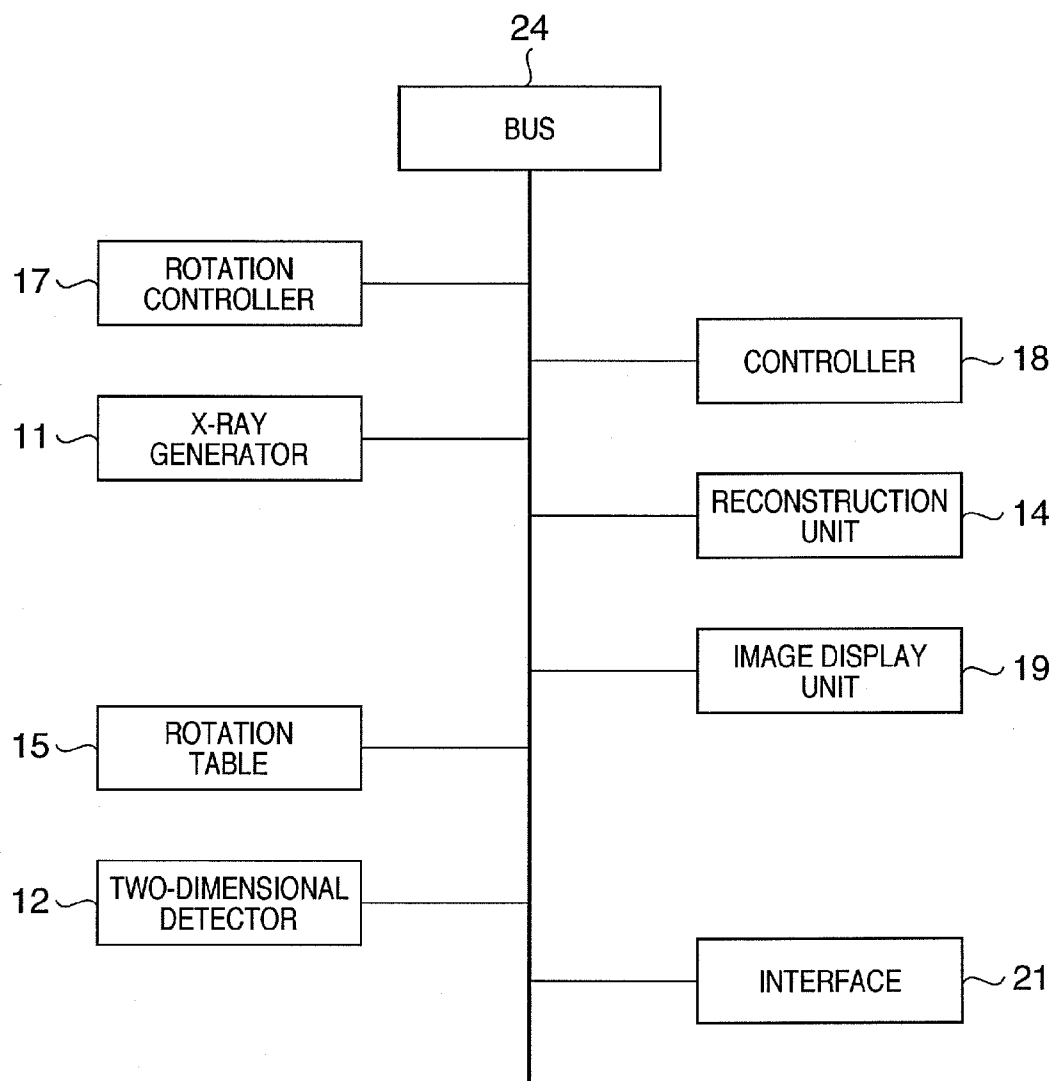 24
BUS
17
ROTATION
CONTROLLER
CONTROLLER
18
11
X-RAY
GENERATOR
RECONSTRUCTION
UNIT
14
IMAGE DISPLAY
UNIT
19
15
ROTATION
TABLE
12
TWO-DIMENSIONAL
DETECTOR
INTERFACE
21